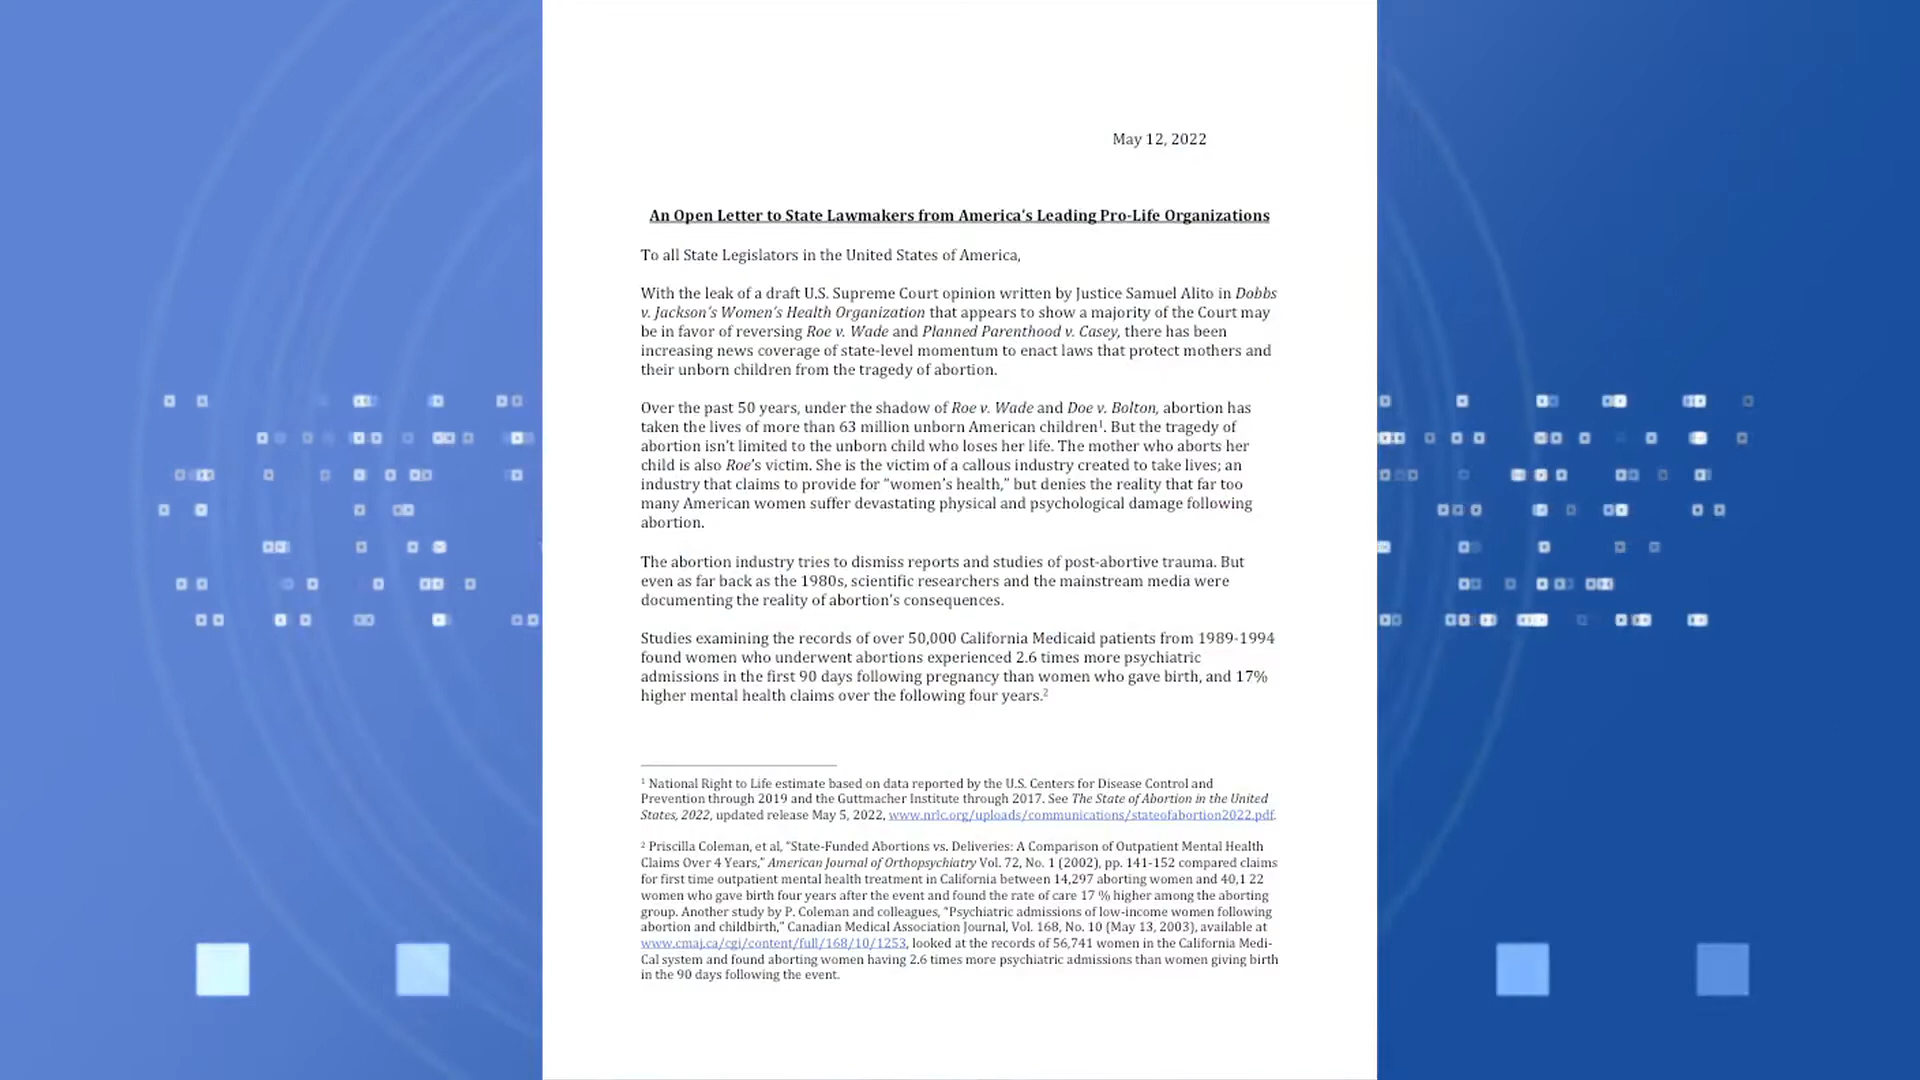 May 12, 2022
An Open Letter to State Lawmakers from America's Leading Pro-Life Organizations
To all State Legislators in the United States of America,
With the leak of a draft U.S. Supreme Court opinion written by Justice Samuel Alito in Dobbs
v. Jackson's Women's Health Organization that appears to show a majority of the Court may
be in favor of reversing Roe v. Wade and Planned Parenthood v. Casey, there has been
increasing news coverage of state-level momentum to enact laws that protect mothers and
their unborn children from the tragedy of abortion.
Over the past 50 years, under the shadow of Roe v. Wade and Doe v. Bolton, abortion has
taken the lives of more than 63 million unborn American children¹. But the tragedy of
abortion isn't limited to the unborn child who loses her life. The mother who aborts her
child is also Roe's victim. She is the victim of a callous industry created to take lives; an
industry that claims to provide for “women's health,” but denies the reality that far too
many American women suffer devastating physical and psychological damage following
abortion.
The abortion industry tries to dismiss reports and studies of post-abortive trauma. But
even as far back as the 1980s, scientific researchers and the mainstream media were
documenting the reality of abortion's consequences.
Studies examining the records of over 50,000 California Medicaid patients from 1989-1994
found women who underwent abortions experienced 2.6 times more psychiatric
admissions in the first 90 days following pregnancy than women who gave birth, and 17%
higher mental health claims over the following four years.²
¹ National Right to Life estimate based on data reported by the U.S. Centers for Disease Control and
Prevention through 2019 and the Guttmacher Institute through 2017. See The State of Abortion in the United
States, 2022, updated release May 5, 2022, www.nrlc.org/uploads/communications/stateofabortion2022.pdf.
² Priscilla Coleman, et al, "State-Funded Abortions vs. Deliveries: A Comparison of Outpatient Mental Health
Claims Over 4 Years," American Journal of Orthopsychiatry Vol. 72, No. 1 (2002), pp. 141-152 compared claims
for first time outpatient mental health treatment in California between 14,297 aborting women and 40,1 22
women who gave birth four years after the event and found the rate of care 17 % higher among the aborting
group. Another study by P. Coleman and colleagues, "Psychiatric admissions of low-income women following
abortion and childbirth," Canadian Medical Association Journal, Vol. 168, No. 10 (May 13, 2003), available at
www.cmaj.ca/cgi/content/full/168/10/1253, looked at the records of 56,741 women in the California Medi-
Cal system and found aborting women having 2.6 times more psychiatric admissions than women giving birth
in the 90 days following the event.